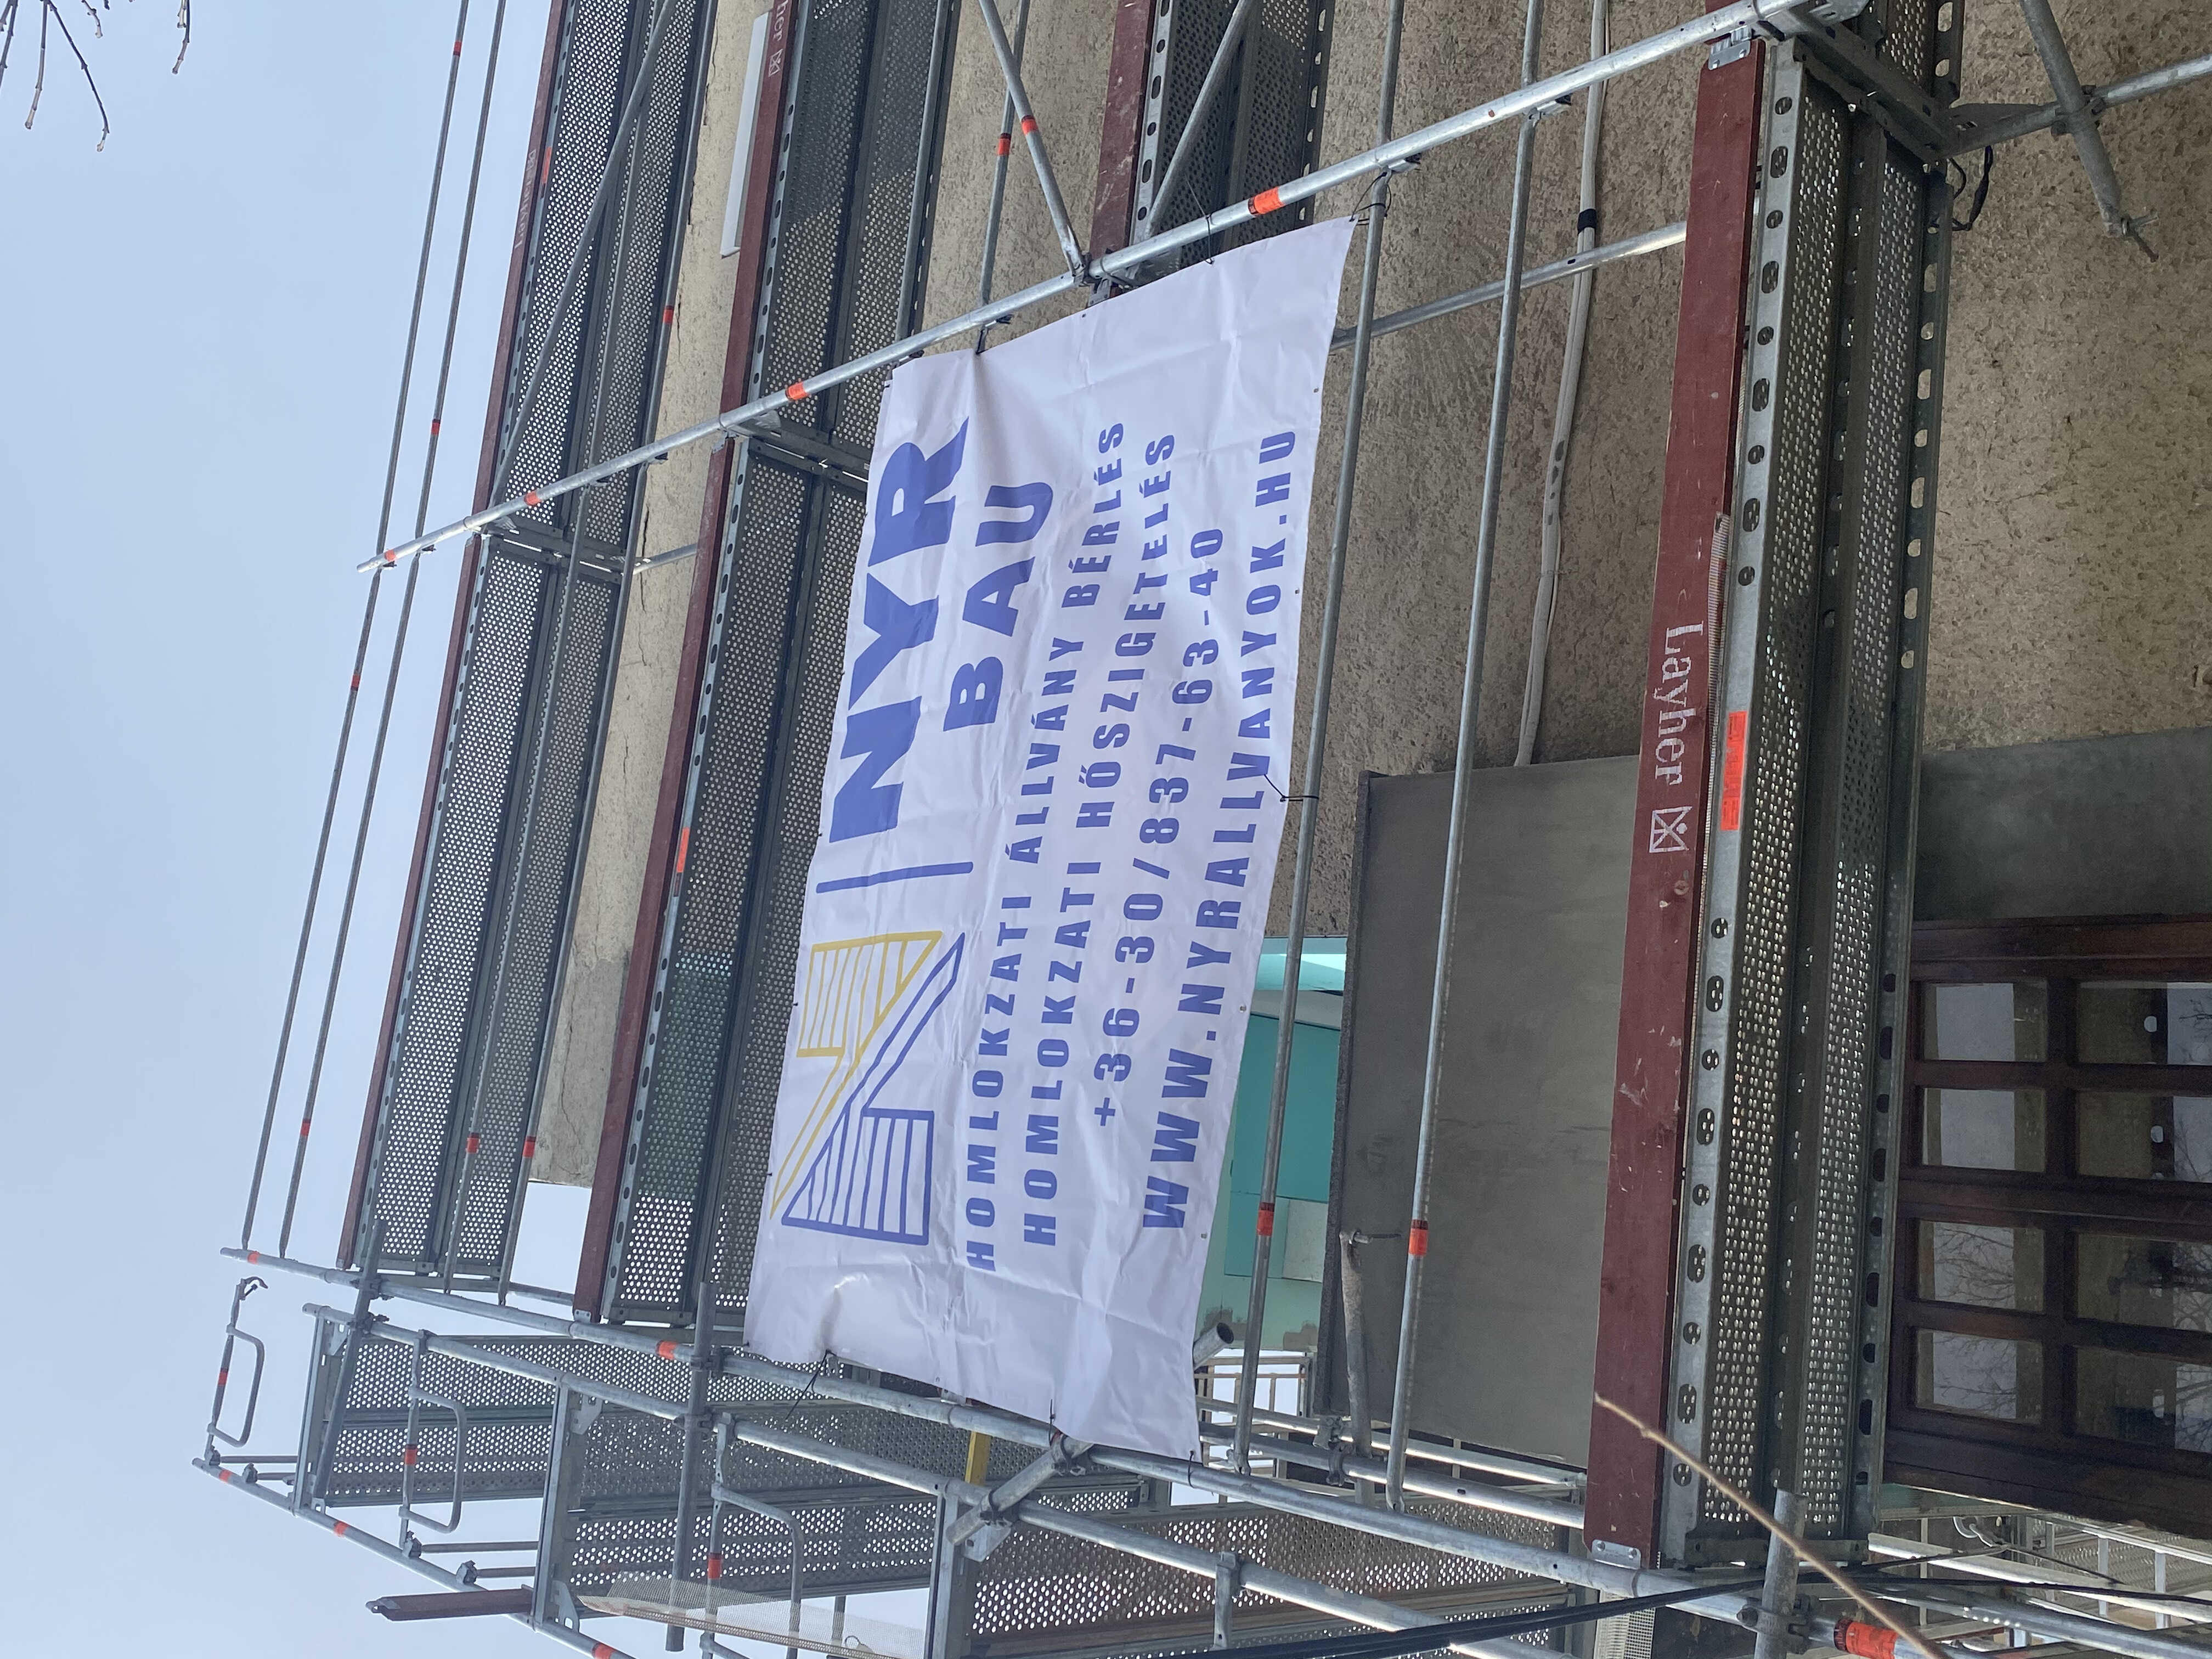 NYR
BAU
HOMLOKZATI ÁLLVÁNY BÉRLÉS
HOMLOKZATI HŐSZIGETELÉS
+36-30/837-63-40
WWW.NYRALLVANYOK.HU
Layher